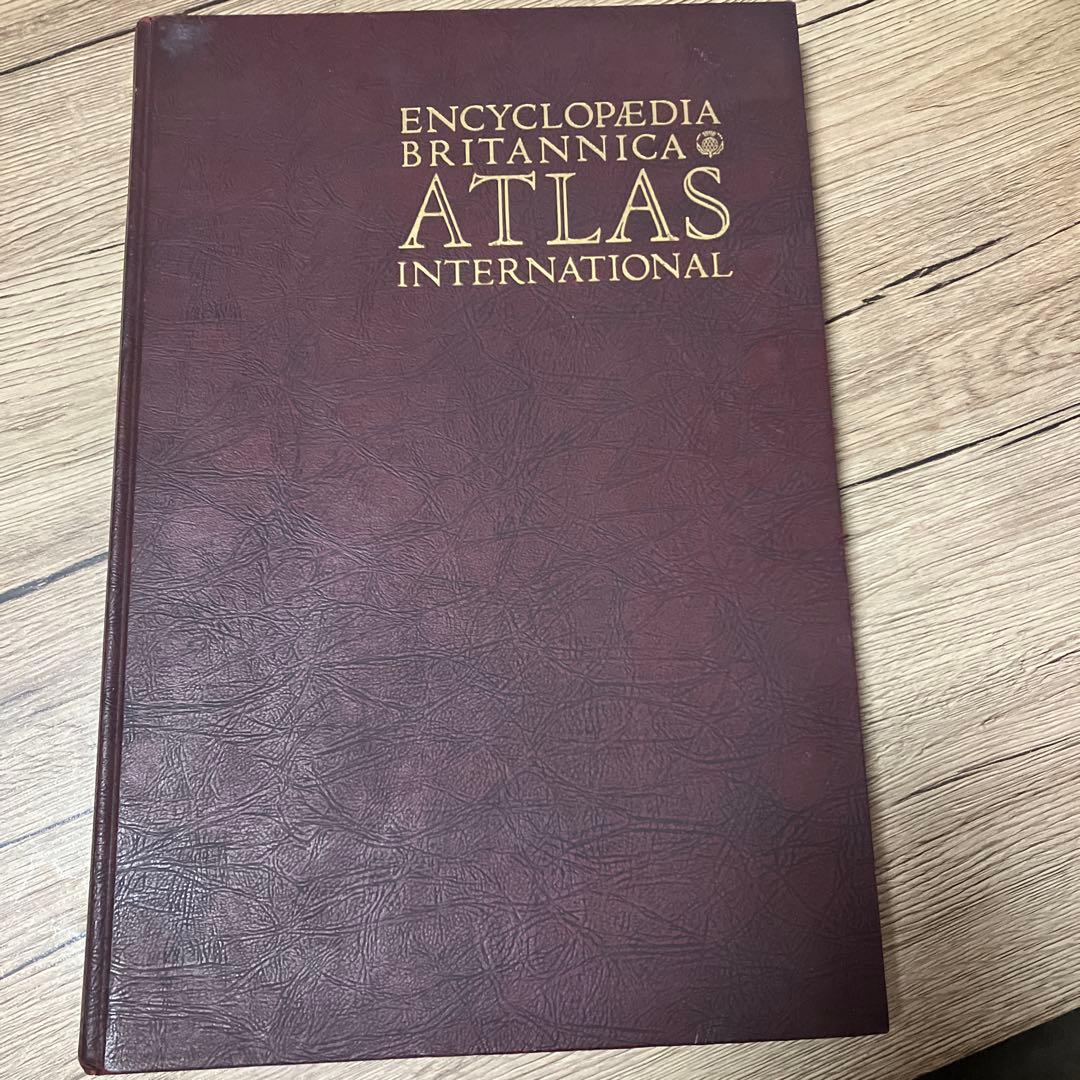 ENCYCLOPÆDIA
BRITANNICA
ATLAS
INTERNATIONAL